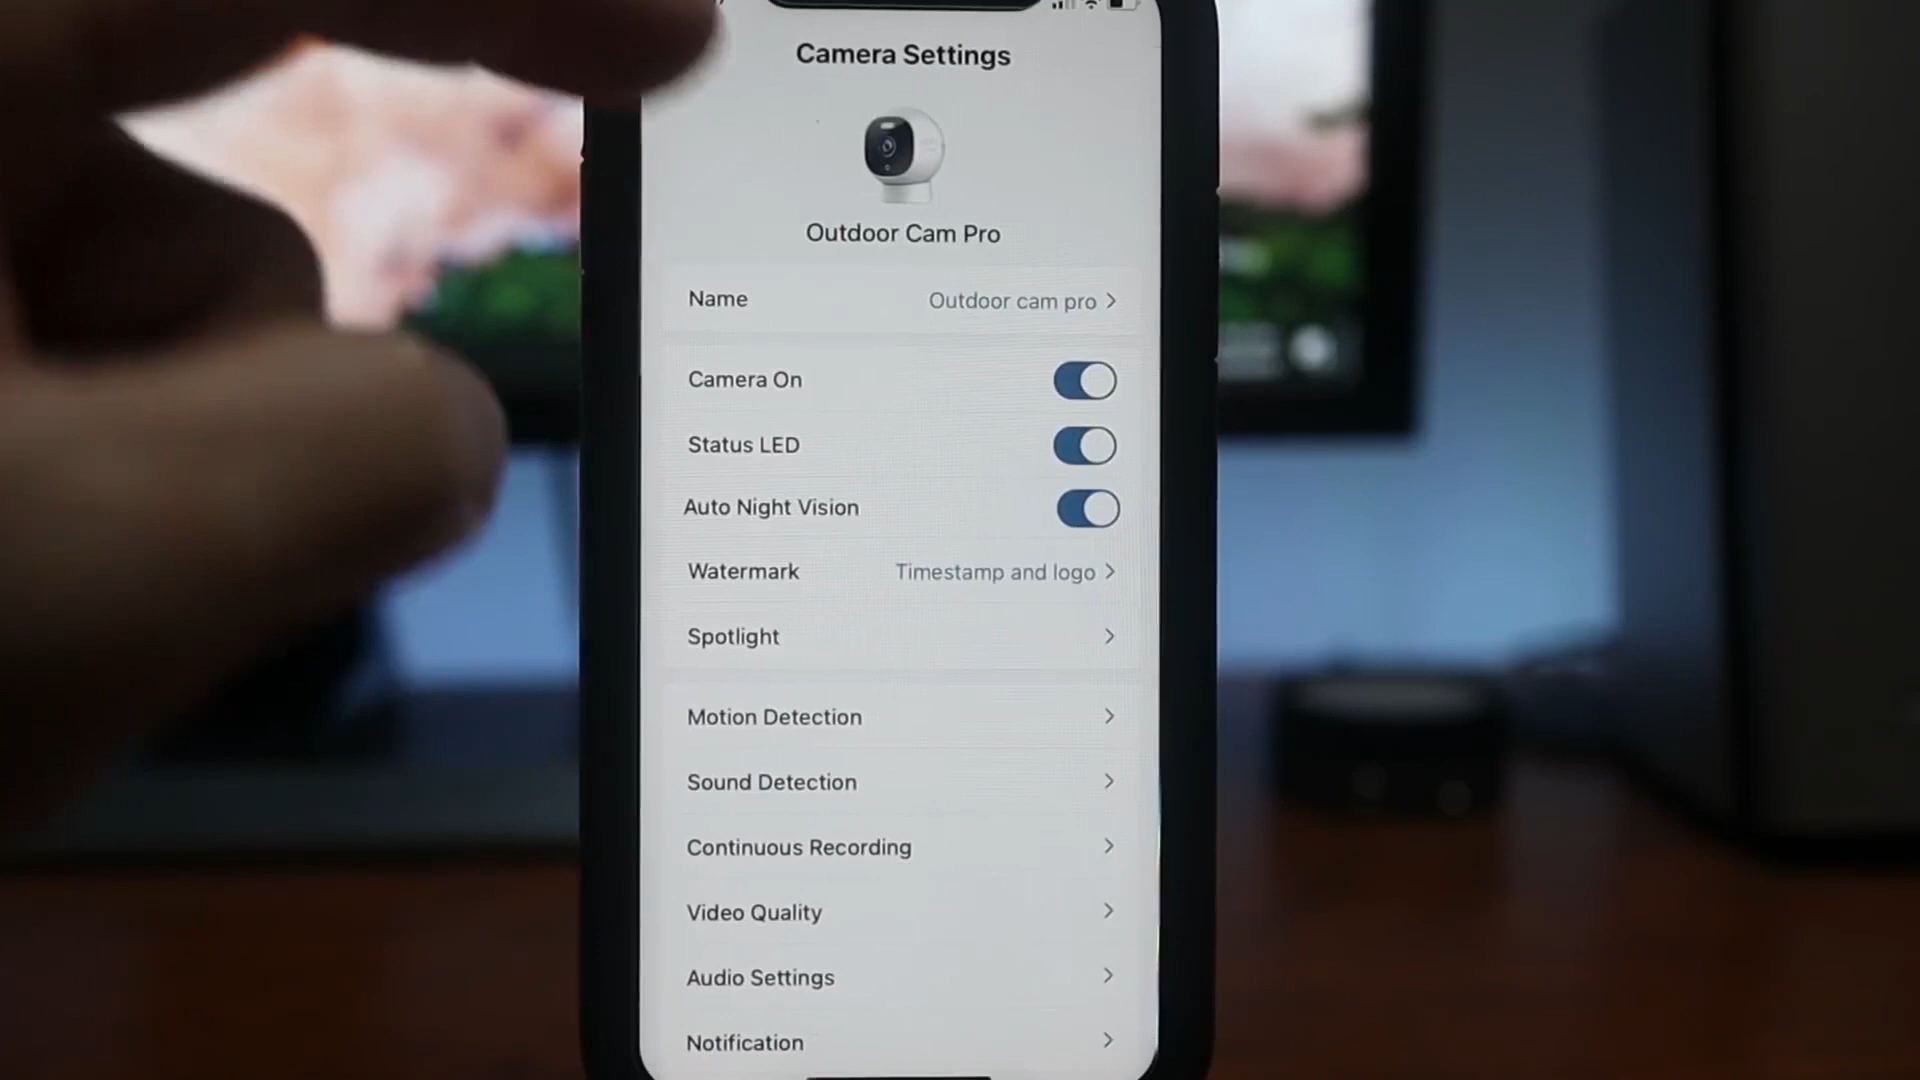 Camera Settings
Outdoor Cam Pro
Name Outdoor cam pro
Camera On
Status LED
Auto Night Vision
Watermark Timestamp and logo
Spotlight
Motion Detection
Sound Detection
Continuous Recording
Video Quality
Audio Settings
Notification